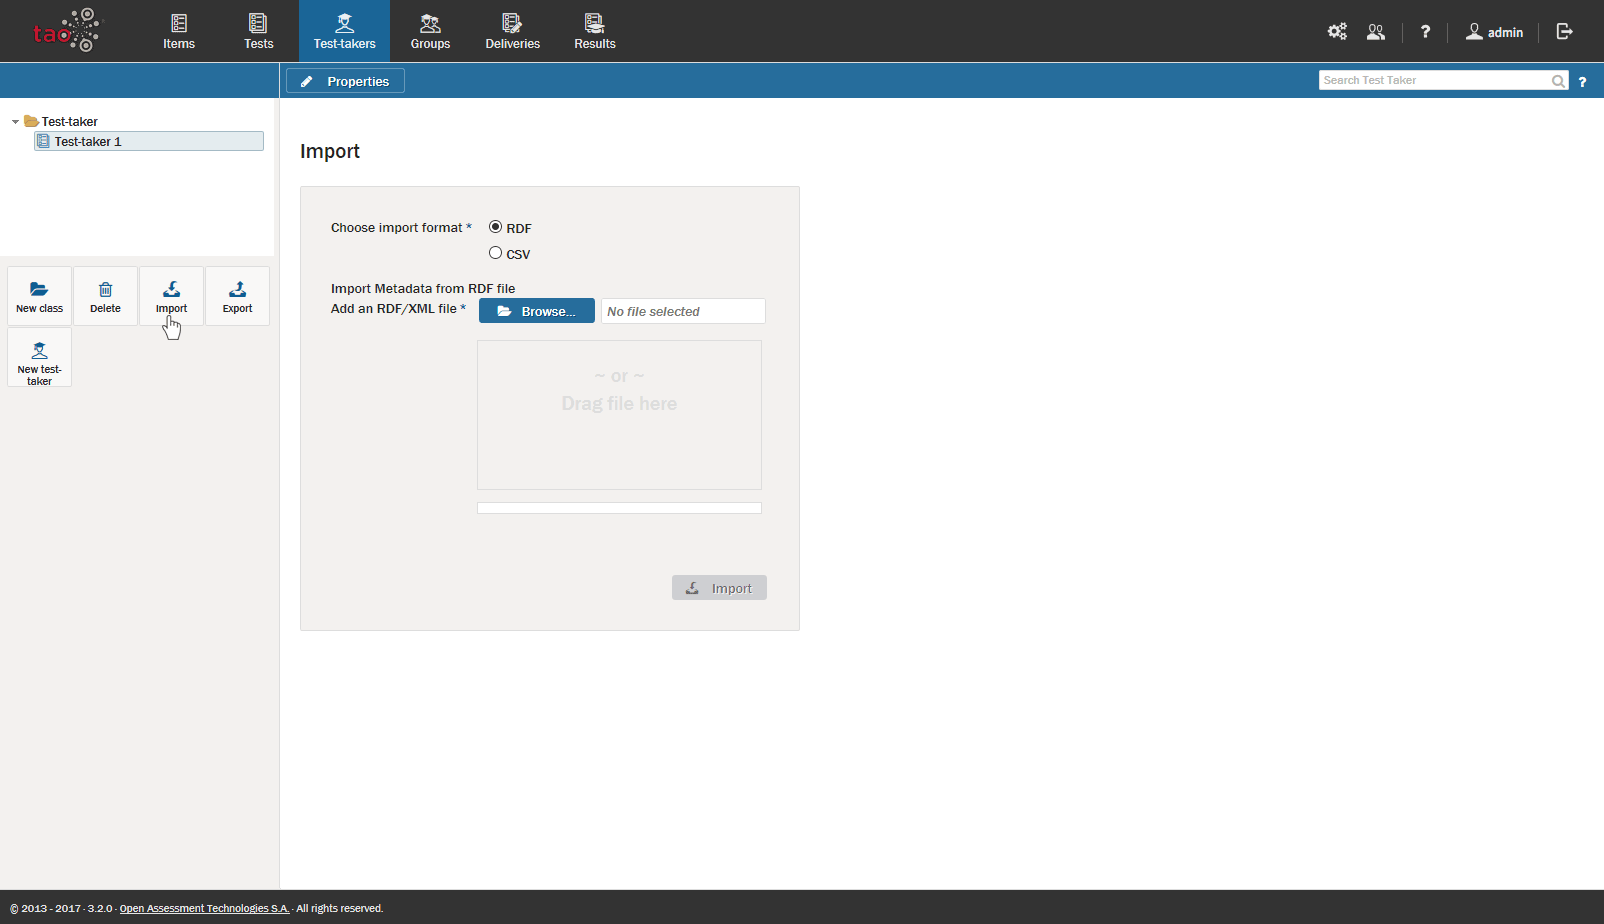 tao
Items
Tests
Test-takers
Groups
Deliveries
Results
?
admin
Properties
Search Test Taker
?
Test-taker
Test-taker 1
Import
Choose import format *
RDF
CSV
Import Metadata from RDF file
Add an RDF/XML file *
Browse...
No file selected
~ or ~
Drag file here
Import
New class
Delete
Import
Export
New test-
taker
© 2013 - 2017 · 3.2.0 · Open Assessment Technologies S.A. · All rights reserved.